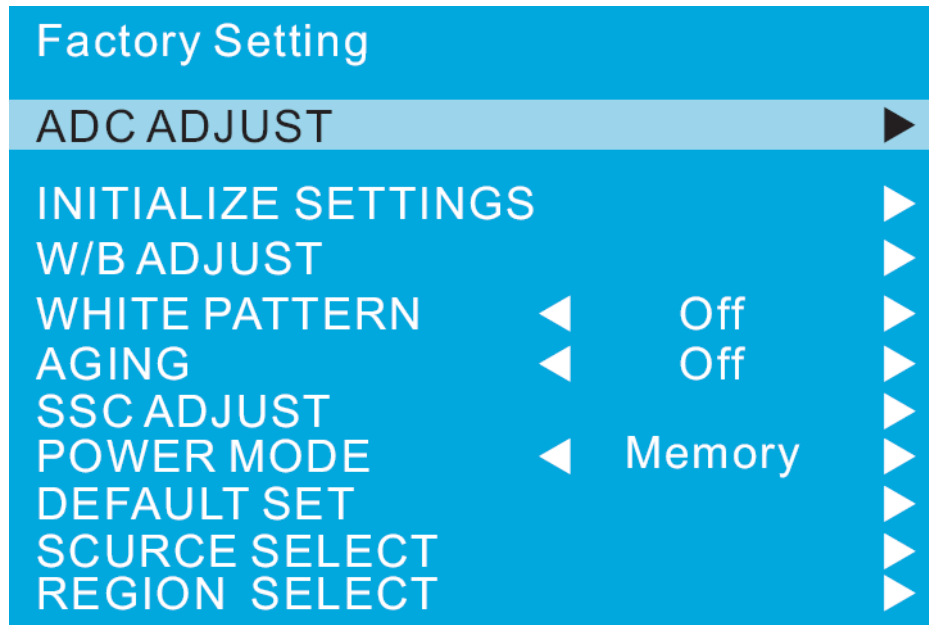 Factory Setting
ADC ADJUST
INITIALIZE SETTINGS
W/B ADJUST
WHITE PATTERN Off
AGING Off
SSC ADJUST
POWER MODE Memory
DEFAULT SET
SCURCE SELECT
REGION SELECT